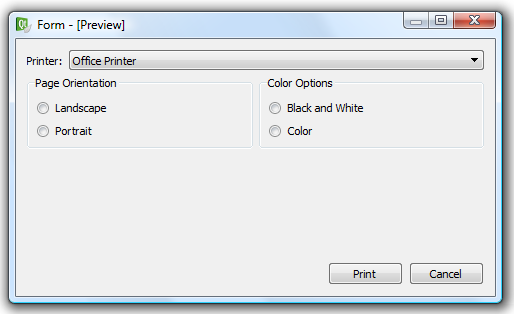 Form - [Preview]
Printer: Office Printer
Page Orientation
Landscape
Portrait
Color Options
Black and White
Color
Print Cancel